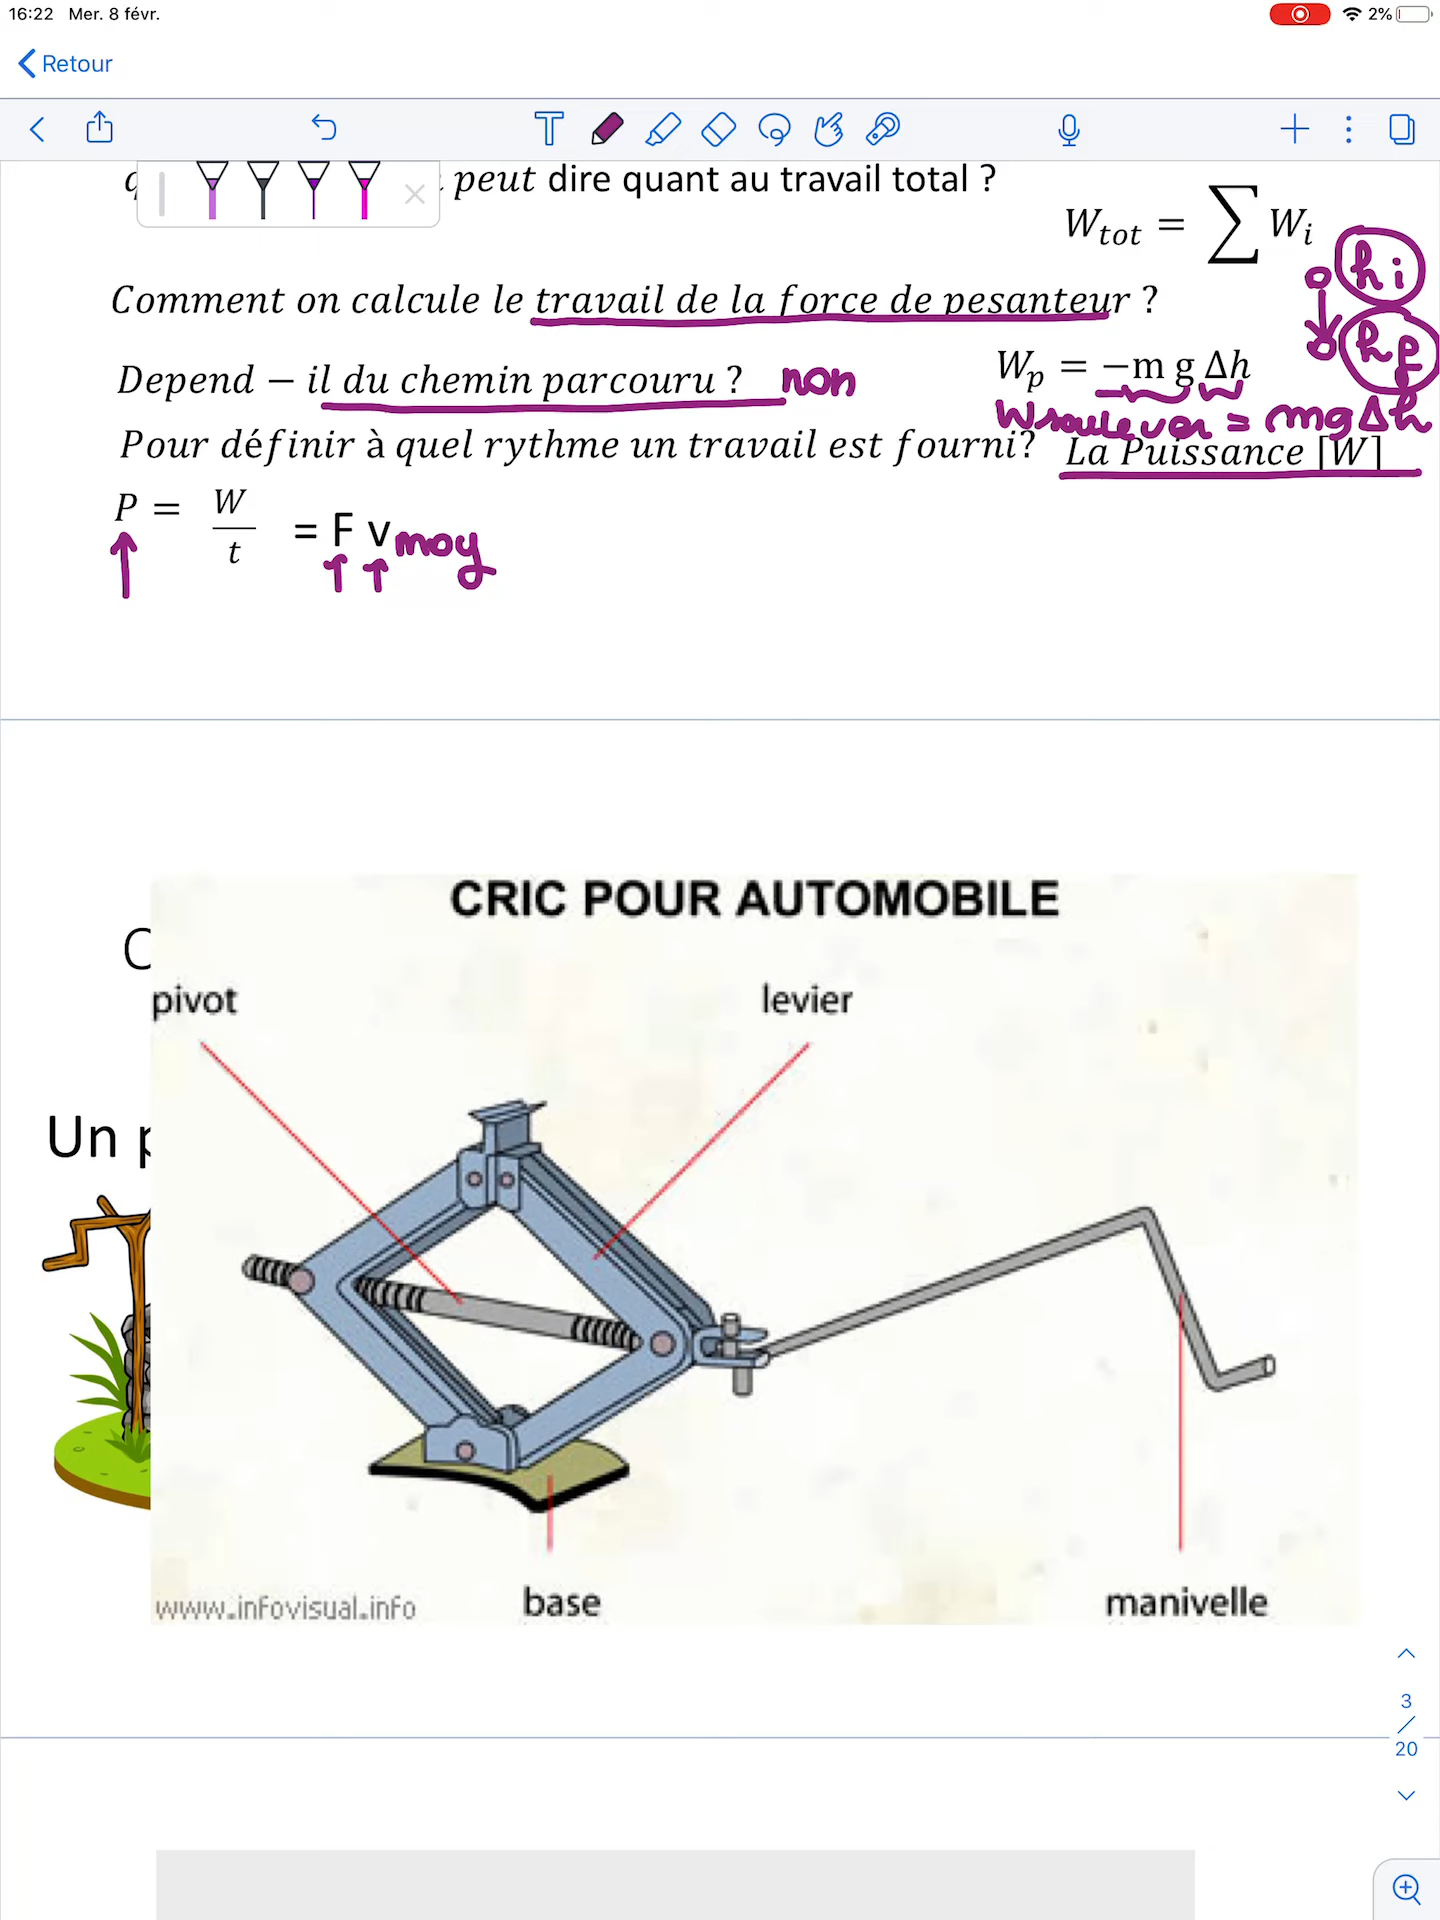 16:22 Mer. 8 févr.
2%
Retour
T
peut dire quant au travail total ?
W_tot = ∑ W_i
hi
Comment on calcule le travail de la force de pesanteur ?
hf
Depend – il du chemin parcouru ? non
W_p = −m g Δh
Wsoulever = mgΔh
Pour définir à quel rythme un travail est fourni? La Puissance [W]
P = W/t = F v moy
CRIC POUR AUTOMOBILE
C
pivot levier
Un p
base manivelle
www.infovisual.info
3
/
20